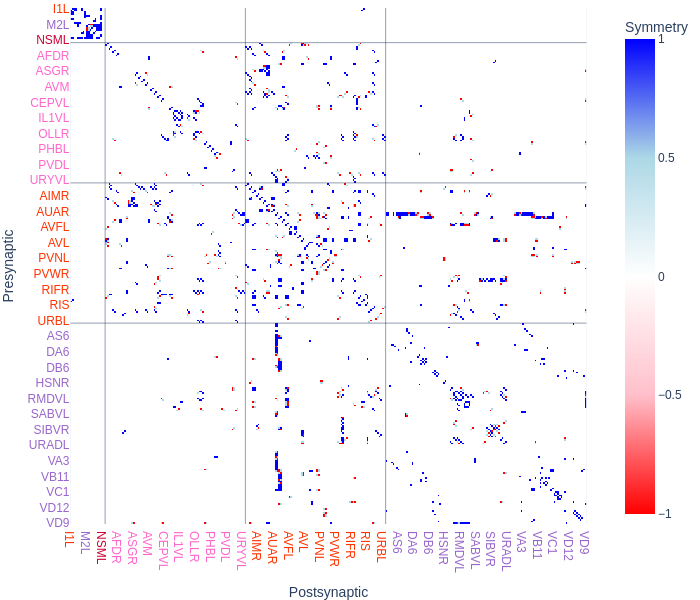 Symmetry
1
0.5
0
−0.5
−1
Presynaptic
I1L
M2L
NSML
AFDR
ASGR
AVM
CEPVL
IL1VL
OLLR
PHBL
PVDL
URYVL
AIMR
AUAR
AVFL
AVL
PVNL
PVWR
RIFR
RIS
URBL
AS6
DA6
DB6
HSNR
RMDVL
SABVL
SIBVR
URADL
VA3
VB11
VC1
VD12
VD9
I1L
M2L
NSML
AFDR
ASGR
AVM
CEPVL
IL1VL
OLLR
PHBL
PVDL
URYVL
AIMR
AUAR
AVFL
AVL
PVNL
PVWR
RIFR
RIS
URBL
AS6
DA6
DB6
HSNR
RMDVL
SABVL
SIBVR
URADL
VA3
VB11
VC1
VD12
VD9
Postsynaptic